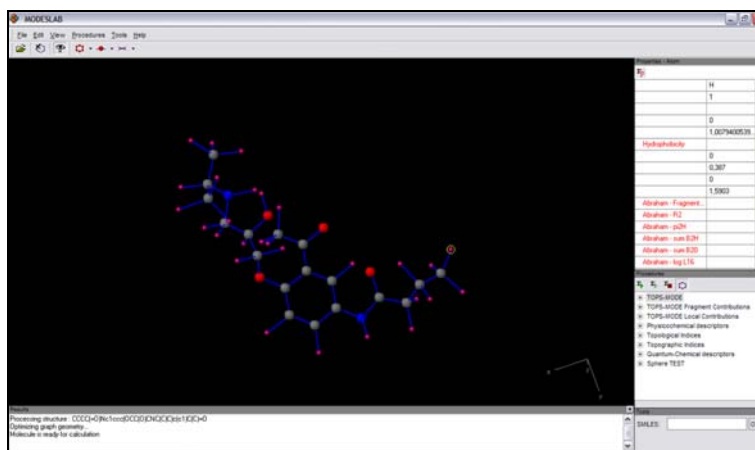 MODESLAB
File Edit View Procedures Tools Help
Properties - Atom
H
1
0
1,0079400539...
Hydrophobicity
0
0,387
0
1,5903
Abraham - Fragment...
Abraham - R2
Abraham - pi2H
Abraham - sum B2H
Abraham - sum B2O
Abraham - log L16
Procedures
TOPS-MODE
TOPS-MODE Fragment Contributions
TOPS-MODE Local Contributions
Physicochemical descriptors
Topological Indices
Topographic Indices
Quantum-Chemical descriptors
Sphere TEST
Results
Processing structure : CCCC(=O)Nc1ccc(OCC(O)CNC(C)C)c(c1)C(C)=O
Optimizing graph geometry...
Molecule is ready for calculation
Tools
SMILES: